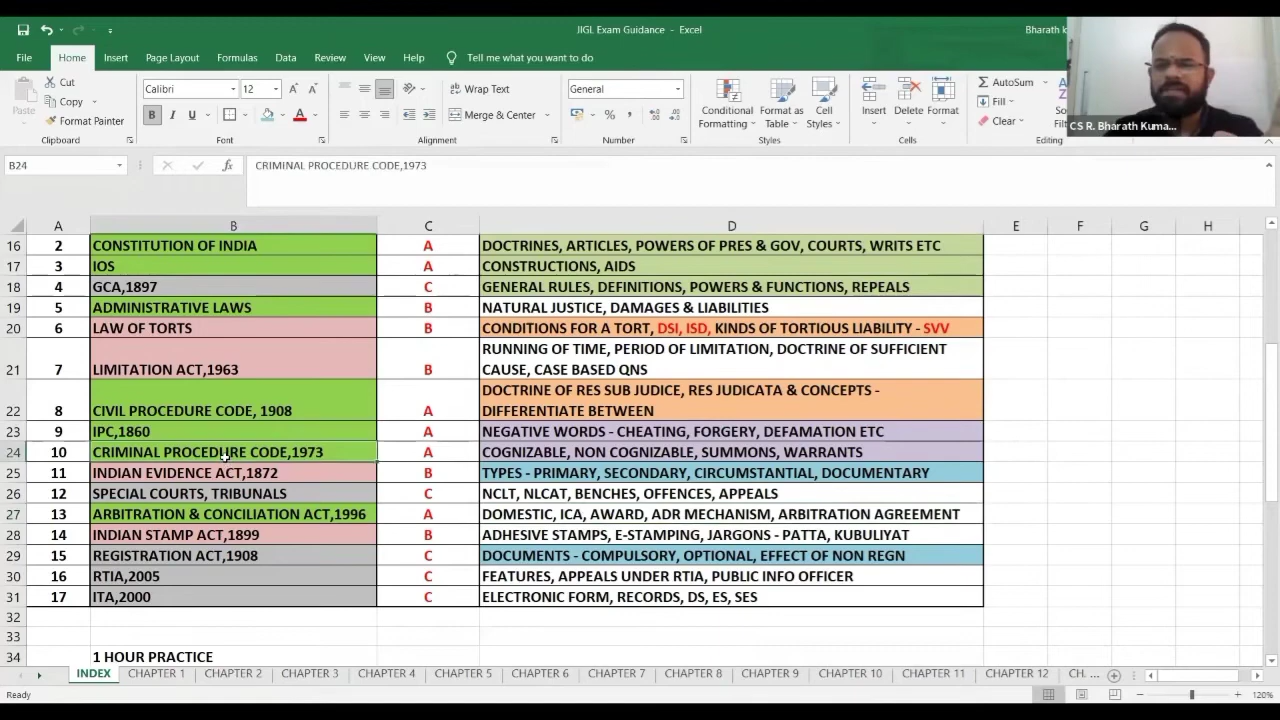 JIGL Exam Guidance - Excel
Bharath k
File Home Insert Page Layout Formulas Data Review View Help Tell me what you want to do
Paste
Cut
Copy
Format Painter
Clipboard
Calibri 12
B I U
Font
Wrap Text
Merge & Center
Alignment
General
Number
Conditional Formatting
Format as Table
Cell Styles
Styles
Insert
Delete
Format
Cells
AutoSum
Fill
Clear
Editing
CS R. Bharath Kuma...
B24
fx
CRIMINAL PROCEDURE CODE,1973
A B C D E F G H
16 2 CONSTITUTION OF INDIA A DOCTRINES, ARTICLES, POWERS OF PRES & GOV, COURTS, WRITS ETC
17 3 IOS A CONSTRUCTIONS, AIDS
18 4 GCA,1897 C GENERAL RULES, DEFINITIONS, POWERS & FUNCTIONS, REPEALS
19 5 ADMINISTRATIVE LAWS B NATURAL JUSTICE, DAMAGES & LIABILITIES
20 6 LAW OF TORTS B CONDITIONS FOR A TORT, DSI, ISD, KINDS OF TORTIOUS LIABILITY - SVV
RUNNING OF TIME, PERIOD OF LIMITATION, DOCTRINE OF SUFFICIENT
21 7 LIMITATION ACT,1963 B CAUSE, CASE BASED QNS
DOCTRINE OF RES SUB JUDICE, RES JUDICATA & CONCEPTS -
22 8 CIVIL PROCEDURE CODE, 1908 A DIFFERENTIATE BETWEEN
23 9 IPC,1860 A NEGATIVE WORDS - CHEATING, FORGERY, DEFAMATION ETC
24 10 CRIMINAL PROCEDURE CODE,1973 A COGNIZABLE, NON COGNIZABLE, SUMMONS, WARRANTS
25 11 INDIAN EVIDENCE ACT,1872 B TYPES - PRIMARY, SECONDARY, CIRCUMSTANTIAL, DOCUMENTARY
26 12 SPECIAL COURTS, TRIBUNALS C NCLT, NLCAT, BENCHES, OFFENCES, APPEALS
27 13 ARBITRATION & CONCILIATION ACT,1996 A DOMESTIC, ICA, AWARD, ADR MECHANISM, ARBITRATION AGREEMENT
28 14 INDIAN STAMP ACT,1899 B ADHESIVE STAMPS, E-STAMPING, JARGONS - PATTA, KUBULIYAT
29 15 REGISTRATION ACT,1908 C DOCUMENTS - COMPULSORY, OPTIONAL, EFFECT OF NON REGN
30 16 RTIA,2005 C FEATURES, APPEALS UNDER RTIA, PUBLIC INFO OFFICER
31 17 ITA,2000 C ELECTRONIC FORM, RECORDS, DS, ES, SES
32
33
34 1 HOUR PRACTICE
INDEX CHAPTER 1 CHAPTER 2 CHAPTER 3 CHAPTER 4 CHAPTER 5 CHAPTER 6 CHAPTER 7 CHAPTER 8 CHAPTER 9 CHAPTER 10 CHAPTER 11 CHAPTER 12 CH. ...
Ready
120%